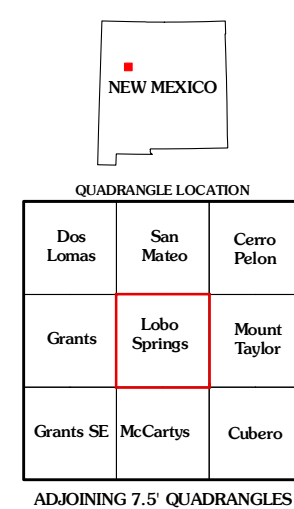 NEW MEXICO
QUADRANGLE LOCATION
Dos
Lomas
San
Mateo
Cerro
Pelon
Grants
Lobo
Springs
Mount
Taylor
Grants SE
McCartys
Cubero
ADJOINING 7.5' QUADRANGLES